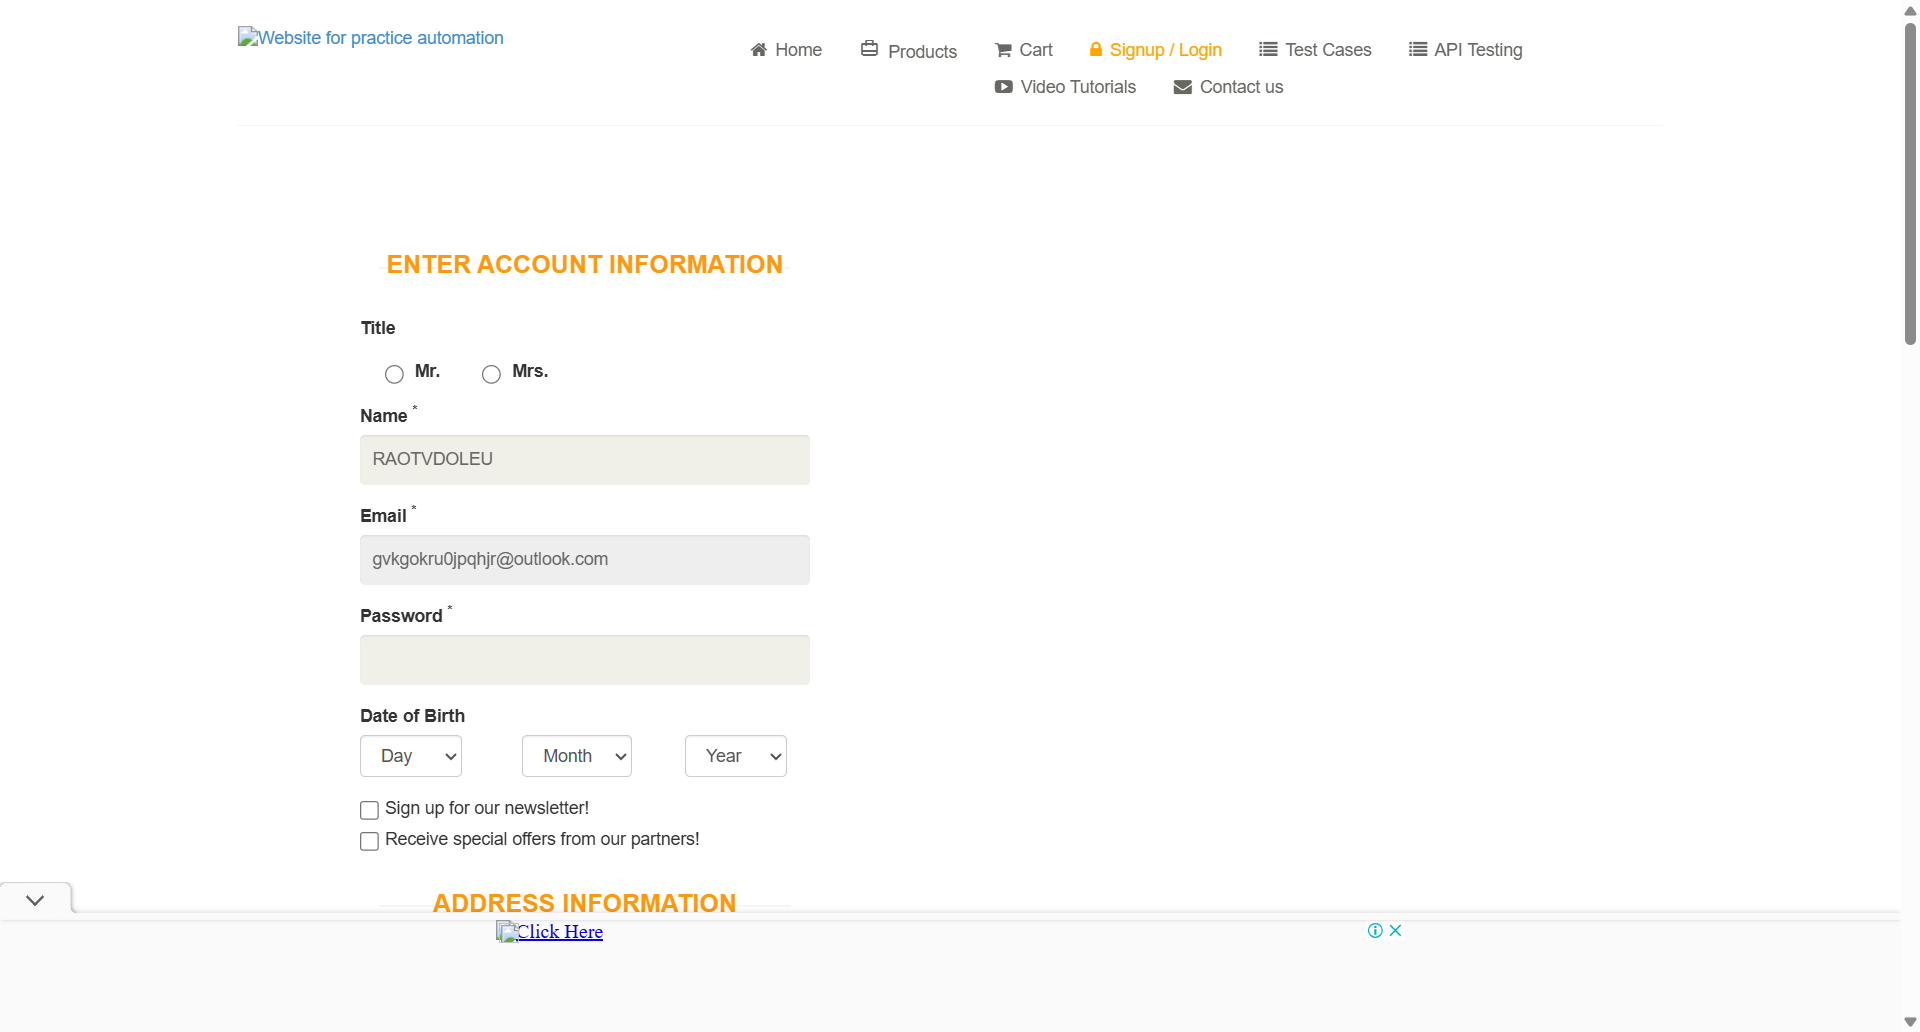 Website for practice automation
Home Products Cart Signup / Login Test Cases API Testing
Video Tutorials Contact us
ENTER ACCOUNT INFORMATION
Title
Mr. Mrs.
Name *
RAOTVDOLEU
Email *
gvkgokru0jpqhjr@outlook.com
Password *
Date of Birth
Day Month Year
Sign up for our newsletter!
Receive special offers from our partners!
ADDRESS INFORMATION
Click Here